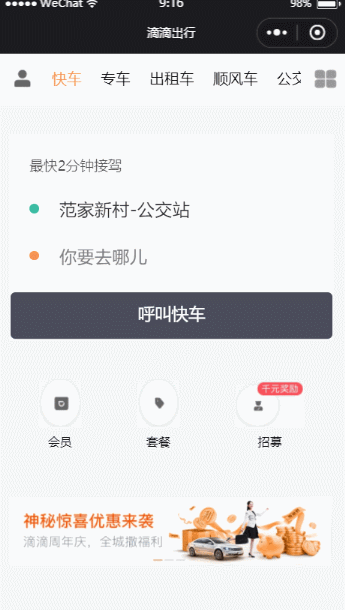 WeChat 9:16 98%
滴滴出行
快车 专车 出租车 顺风车 公交
最快2分钟接驾
范家新村-公交站
你要去哪儿
呼叫快车
千元奖励
会员 套餐 招募
神秘惊喜优惠来袭
滴滴周年庆，全城撒福利